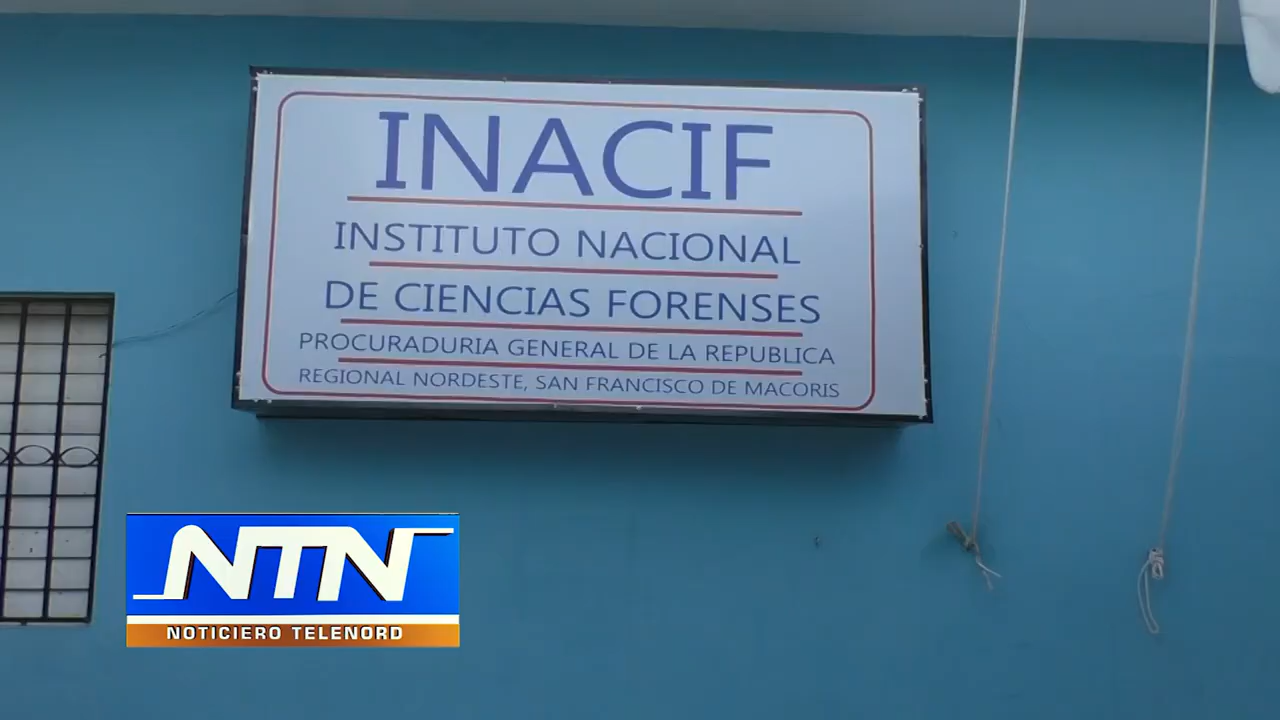 INACIF
INSTITUTO NACIONAL
DE CIENCIAS FORENSES
PROCURADURIA GENERAL DE LA REPUBLICA
REGIONAL NORDESTE, SAN FRANCISCO DE MACORIS
NTN
NOTICIERO TELENORD